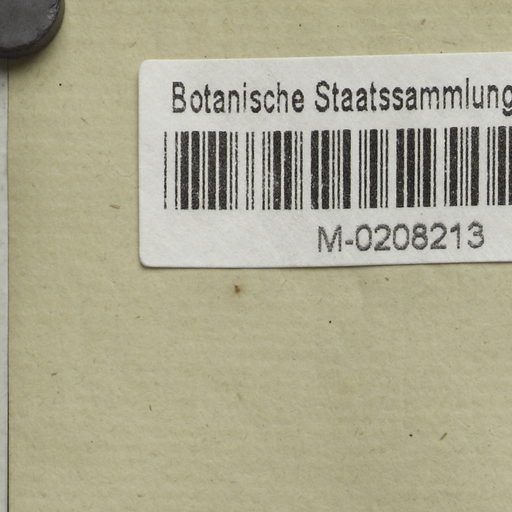 Botanische Staatssammlung
M-0208213